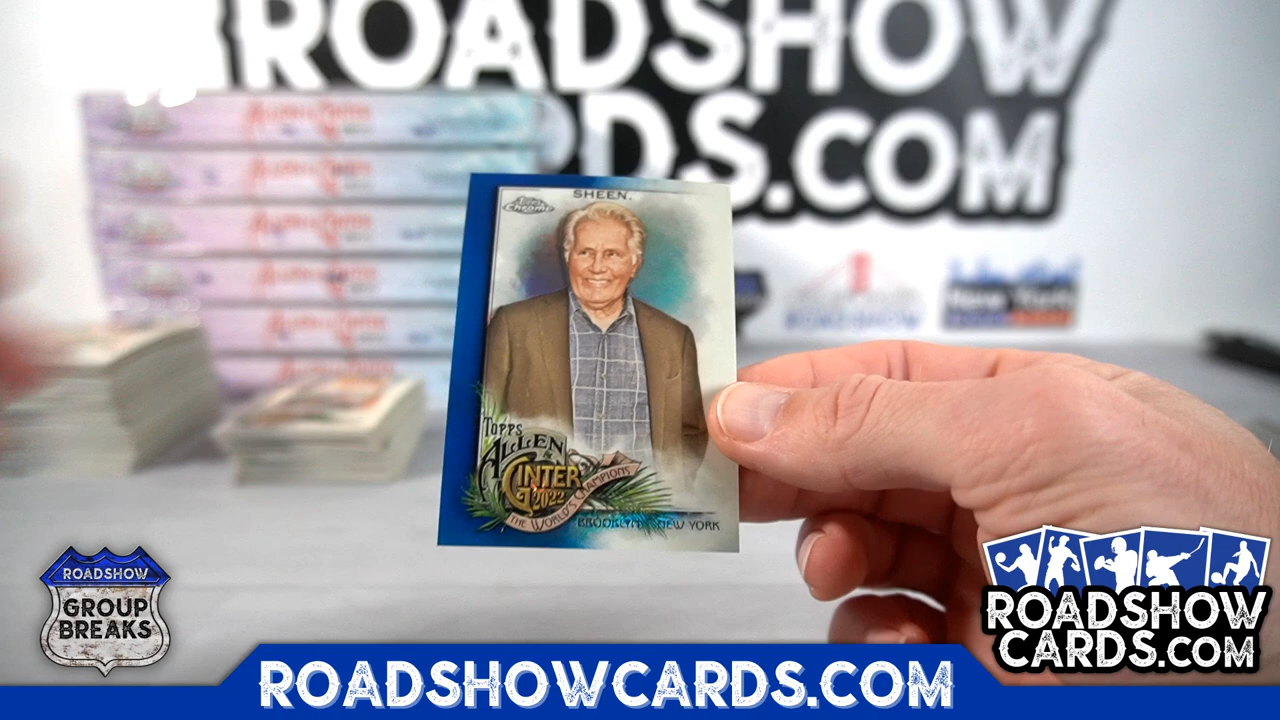 ROADSHOW
RDS.COM
SHEEN.
Topps
Chrome
TOPPS
ALLEN &
GINTER
2022
THE WORLD'S CHAMPIONS
BROOKLYN NEW YORK
ROADSHOW
GROUP
BREAKS
ROADSHOWCARDS.COM
ROADSHOW
CARDS.COM